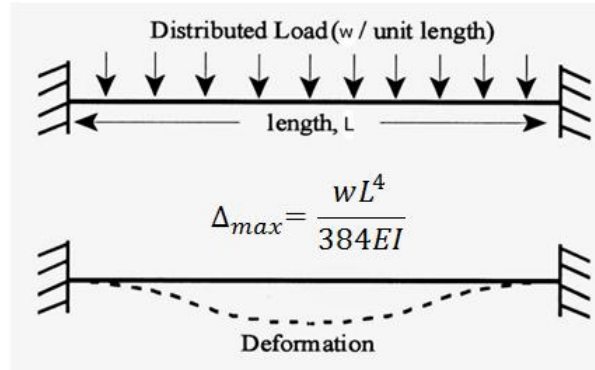 Distributed Load(w / unit length)
length, L
Δmax= wL⁴/384EI
Deformation